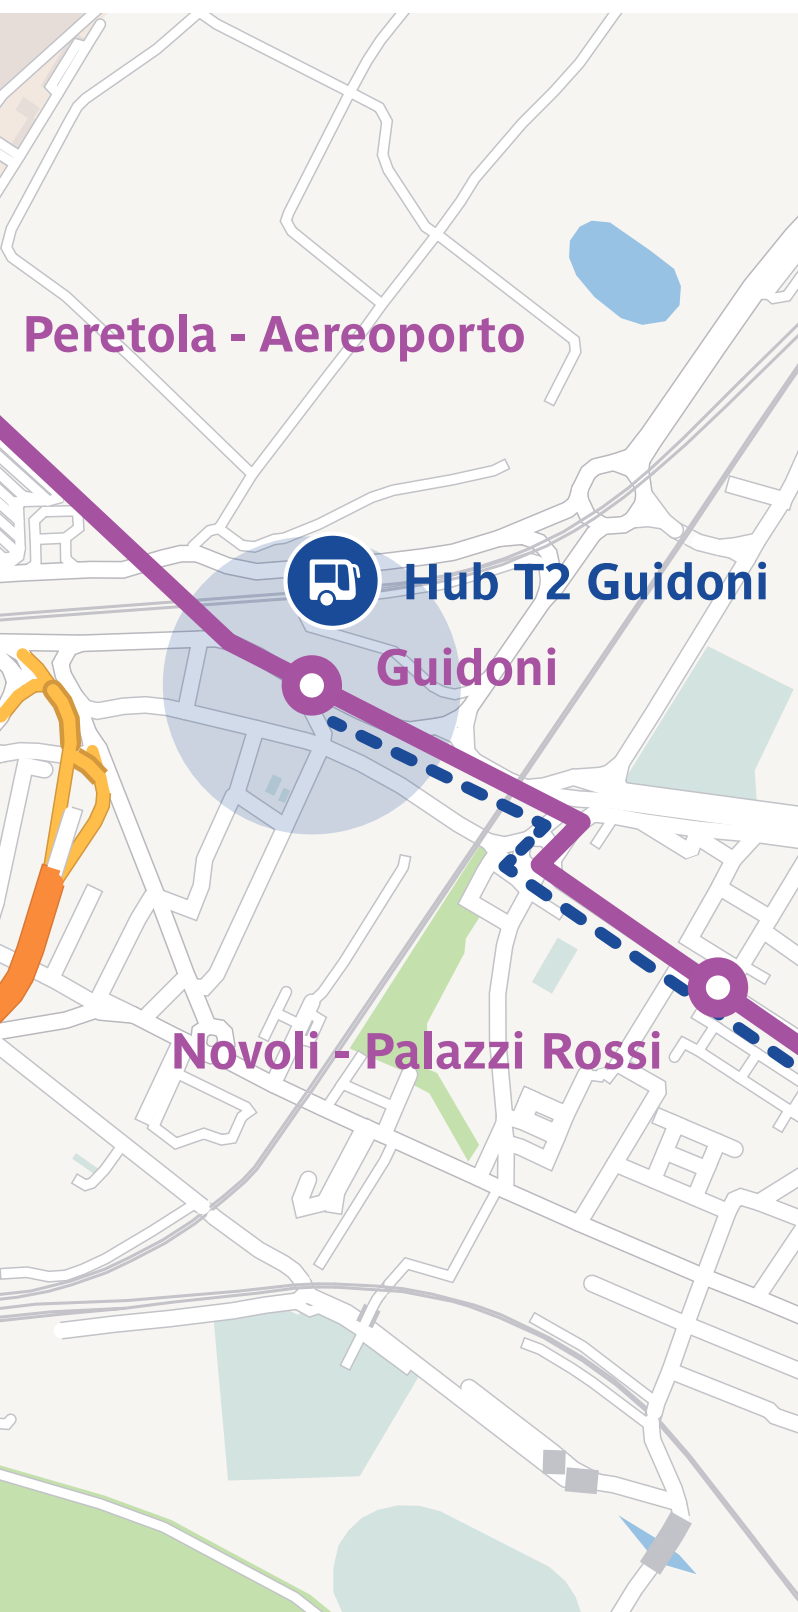 Peretola - Aereoporto
Hub T2 Guidoni
Guidoni
Novoli - Palazzi Rossi